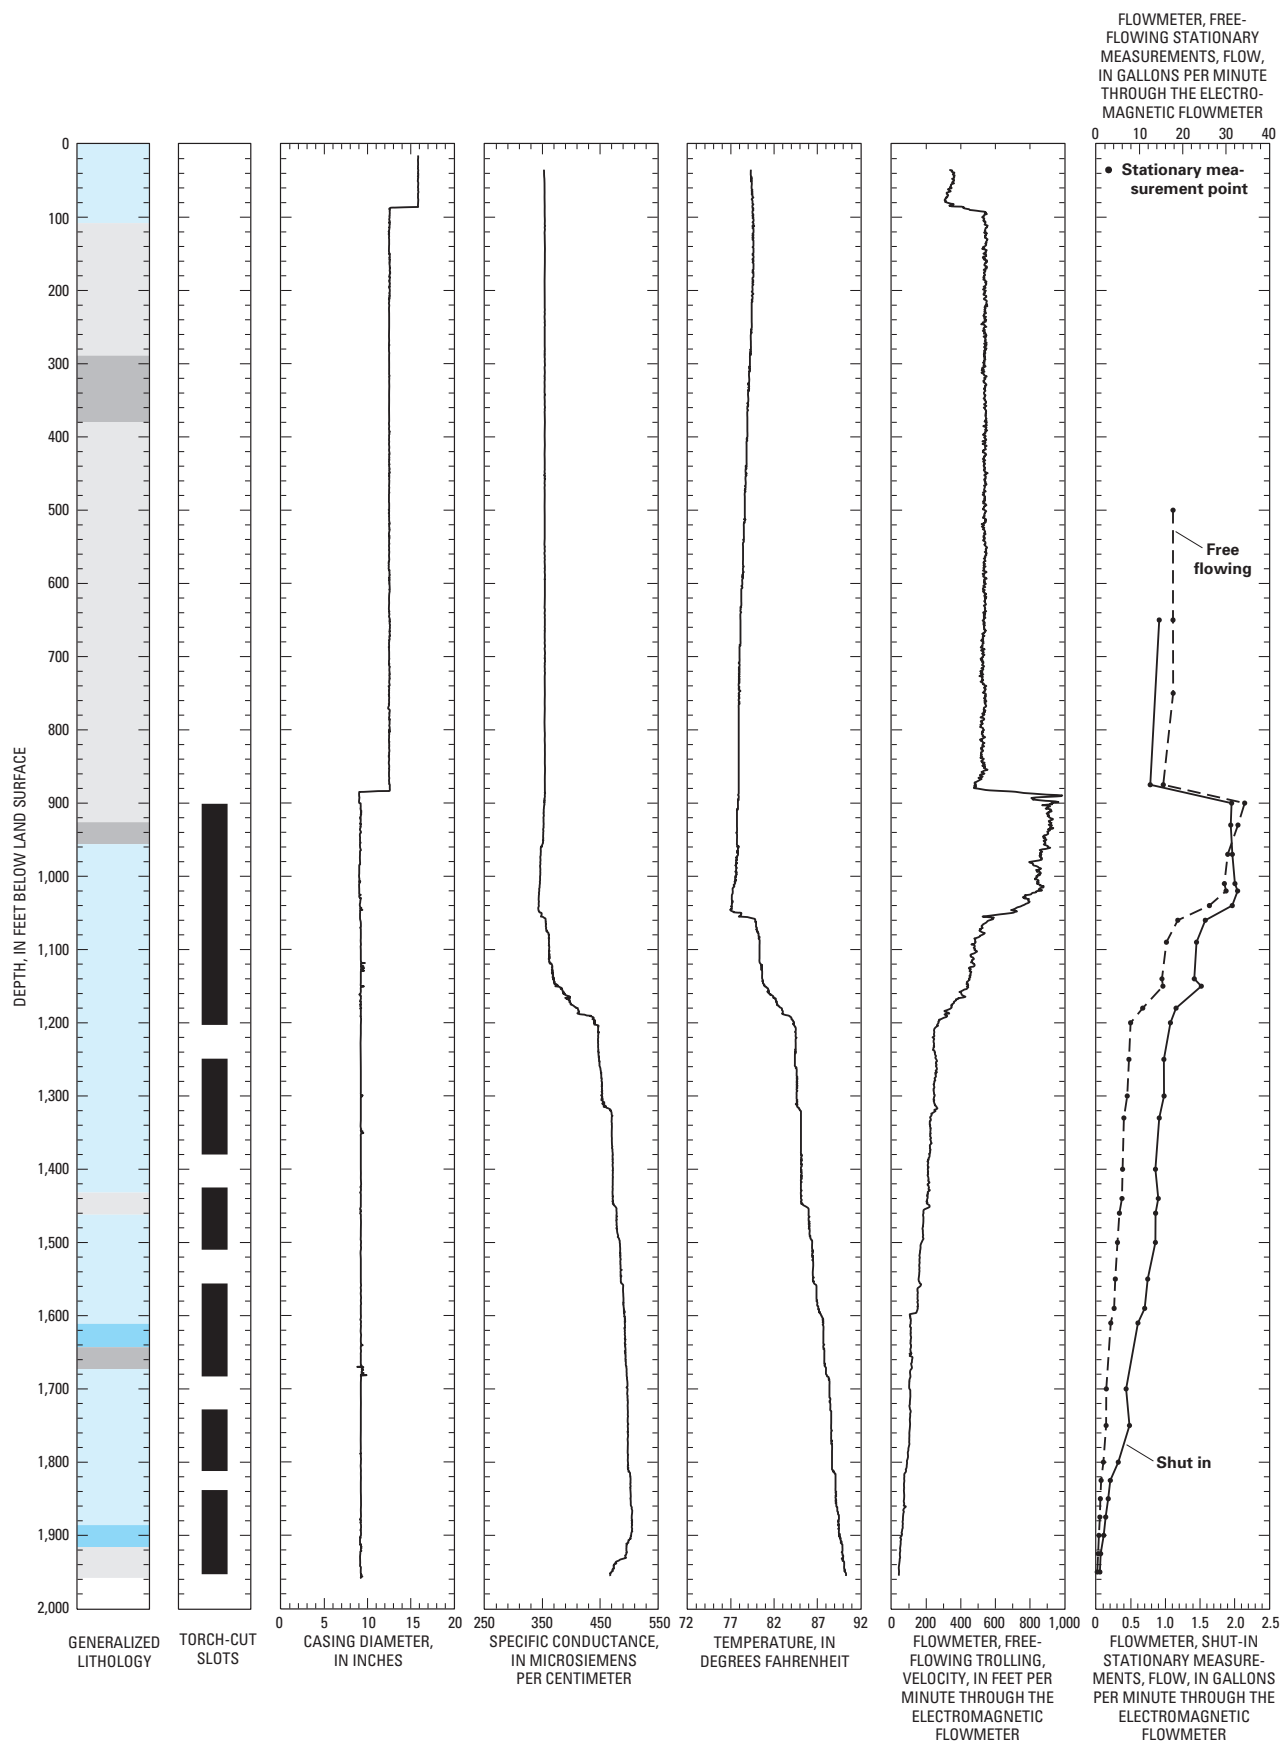 FLOWMETER, FREE-
FLOWING STATIONARY
MEASUREMENTS, FLOW,
IN GALLONS PER MINUTE
THROUGH THE ELECTRO-
MAGNETIC FLOWMETER
0 10 20 30 40
Stationary mea-
surement point
Free
flowing
Shut in
DEPTH, IN FEET BELOW LAND SURFACE
0
100
200
300
400
500
600
700
800
900
1,000
1,100
1,200
1,300
1,400
1,500
1,600
1,700
1,800
1,900
2,000
GENERALIZED
LITHOLOGY
TORCH-CUT
SLOTS
0 5 10 15 20
CASING DIAMETER,
IN INCHES
250 350 450 550
SPECIFIC CONDUCTANCE,
IN MICROSIEMENS
PER CENTIMETER
72 77 82 87 92
TEMPERATURE, IN
DEGREES FAHRENHEIT
0 200 400 600 800 1,000
FLOWMETER, FREE-
FLOWING TROLLING,
VELOCITY, IN FEET PER
MINUTE THROUGH THE
ELECTROMAGNETIC
FLOWMETER
0 0.5 1.0 1.5 2.0 2.5
FLOWMETER, SHUT-IN
STATIONARY MEASURE-
MENTS, FLOW, IN GALLONS
PER MINUTE THROUGH THE
ELECTROMAGNETIC
FLOWMETER